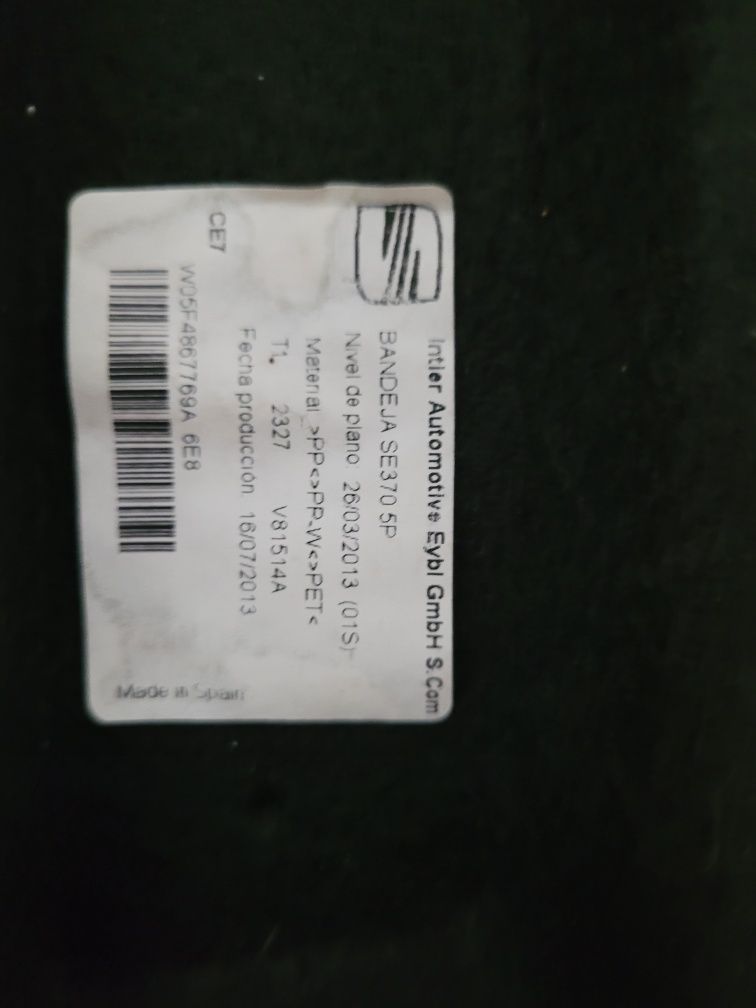 Intier Automotive Eybl GmbH S.Com
BANDEJA SE370 5P
Nivel de plano: 26/03/2013 (01S)
Material >PP<>PP-W<>PET<
T1. 2327 V81514A
Fecha producción 16/07/2013
CE7
W05F4867769A 6E8
Made in Spain